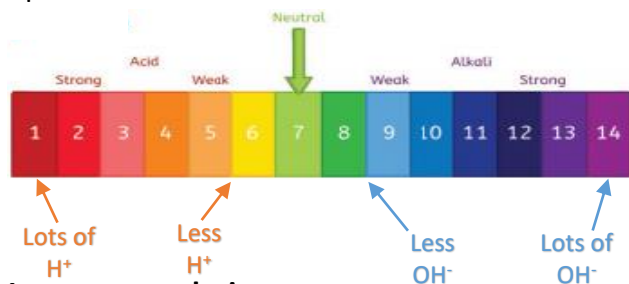 Neutral
Acid Alkali
Strong Weak Weak Strong
1 2 3 4 5 6 7 8 9 10 11 12 13 14
Lots of Less Less Lots of
H⁺ H⁺ OH⁻ OH⁻